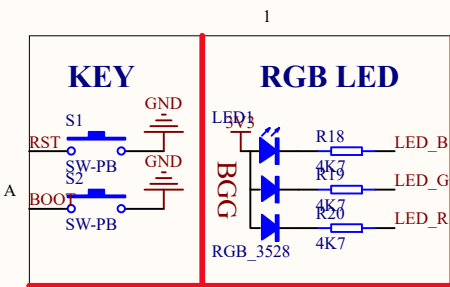 1
KEY
RGB LED
A
S1
GND
RST
SW-PB
S2
GND
BOOT
SW-PB
LED1
3V3
BGG
R18
LED_B
4K7
R19
LED_G
4K7
R20
LED_R
4K7
RGB_3528